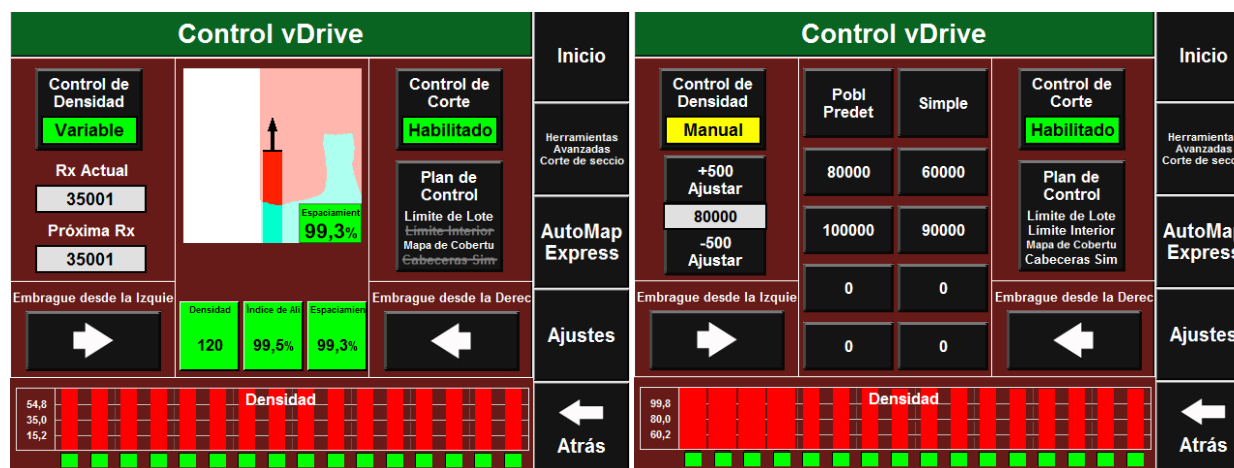 Control vDrive
Control de
Densidad
Variable
Rx Actual
35001
Próxima Rx
35001
Espaciamient
99,3%
Control de
Corte
Habilitado
Plan de
Control
Límite de Lote
Límite Interior
Mapa de Cobertu
Cabeceras Sim
Embrague desde la Izquie
Densidad
120
Índice de Ali
99,5%
Espaciamien
99,3%
Embrague desde la Derec
Densidad
54,8
35,0
15,2
Inicio
Herramientas
Avanzadas
Corte de seccio
AutoMap
Express
Ajustes
Atrás
Control vDrive
Control de
Densidad
Manual
+500
Ajustar
80000
-500
Ajustar
Pobl
Predet
Simple
80000
60000
100000
90000
0
0
0
0
Control de
Corte
Habilitado
Plan de
Control
Límite de Lote
Límite Interior
Mapa de Cobertu
Cabeceras Sim
Embrague desde la Izquie
Embrague desde la Derec
Densidad
99,8
80,0
60,2
Inicio
Herramienta
Avanzadas
Corte de secc
AutoMap
Express
Ajustes
Atrás